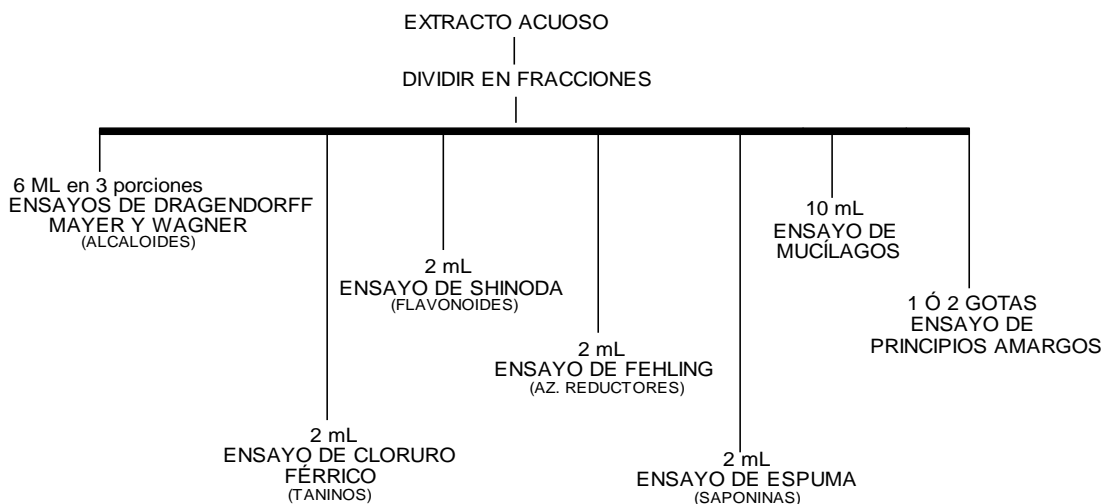 EXTRACTO ACUOSO
DIVIDIR EN FRACCIONES
6 ML en 3 porciones
ENSAYOS DE DRAGENDORFF
MAYER Y WAGNER
(ALCALOIDES)
2 mL
ENSAYO DE CLORURO
FÉRRICO
(TANINOS)
2 mL
ENSAYO DE SHINODA
(FLAVONOIDES)
2 mL
ENSAYO DE FEHLING
(AZ. REDUCTORES)
2 mL
ENSAYO DE ESPUMA
(SAPONINAS)
10 mL
ENSAYO DE
MUCÍLAGOS
1 Ó 2 GOTAS
ENSAYO DE
PRINCIPIOS AMARGOS